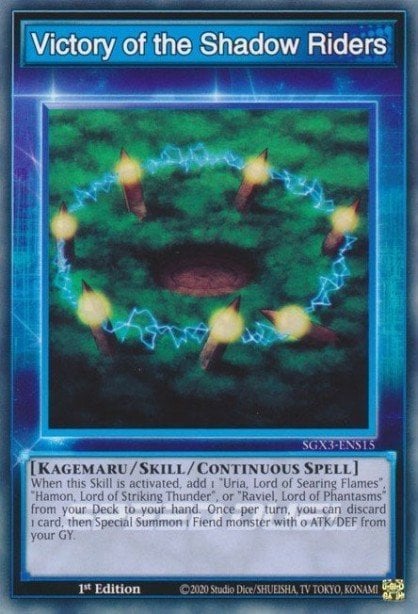 Victory of the Shadow Riders
SGX3-ENS15
[KAGEMARU/SKILL/CONTINUOUS SPELL]
When this Skill is activated, add 1 "Uria, Lord of Searing Flames",
"Hamon, Lord of Striking Thunder", or "Raviel, Lord of Phantasms"
from your Deck to your hand. Once per turn, you can discard
1 card, then Special Summon 1 Fiend monster with 0 ATK/DEF from
your GY.
1st Edition
©2020 Studio Dice/SHUEISHA, TV TOKYO, KONAMI